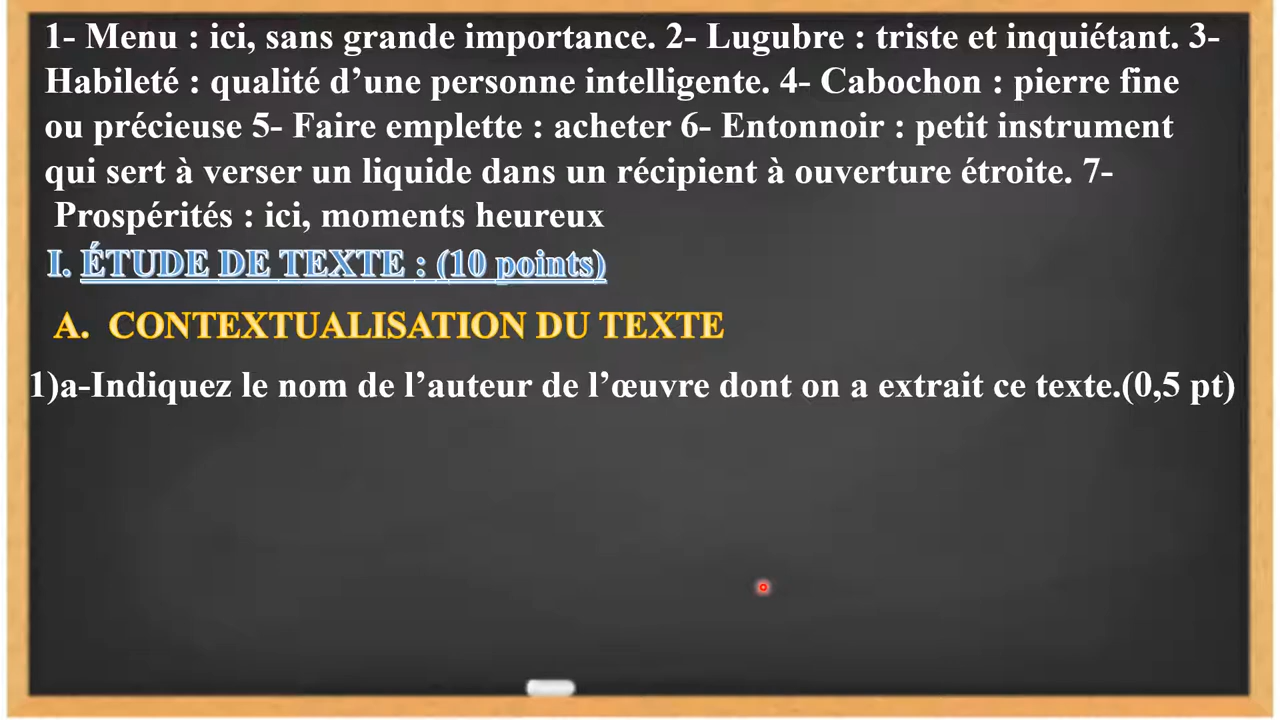 1- Menu : ici, sans grande importance. 2- Lugubre : triste et inquiétant. 3-
Habileté : qualité d’une personne intelligente. 4- Cabochon : pierre fine
ou précieuse 5- Faire emplette : acheter 6- Entonnoir : petit instrument
qui sert à verser un liquide dans un récipient à ouverture étroite. 7-
Prospérités : ici, moments heureux
I. ÉTUDE DE TEXTE : (10 points)
A. CONTEXTUALISATION DU TEXTE
1)a-Indiquez le nom de l’auteur de l’œuvre dont on a extrait ce texte.(0,5 pt)